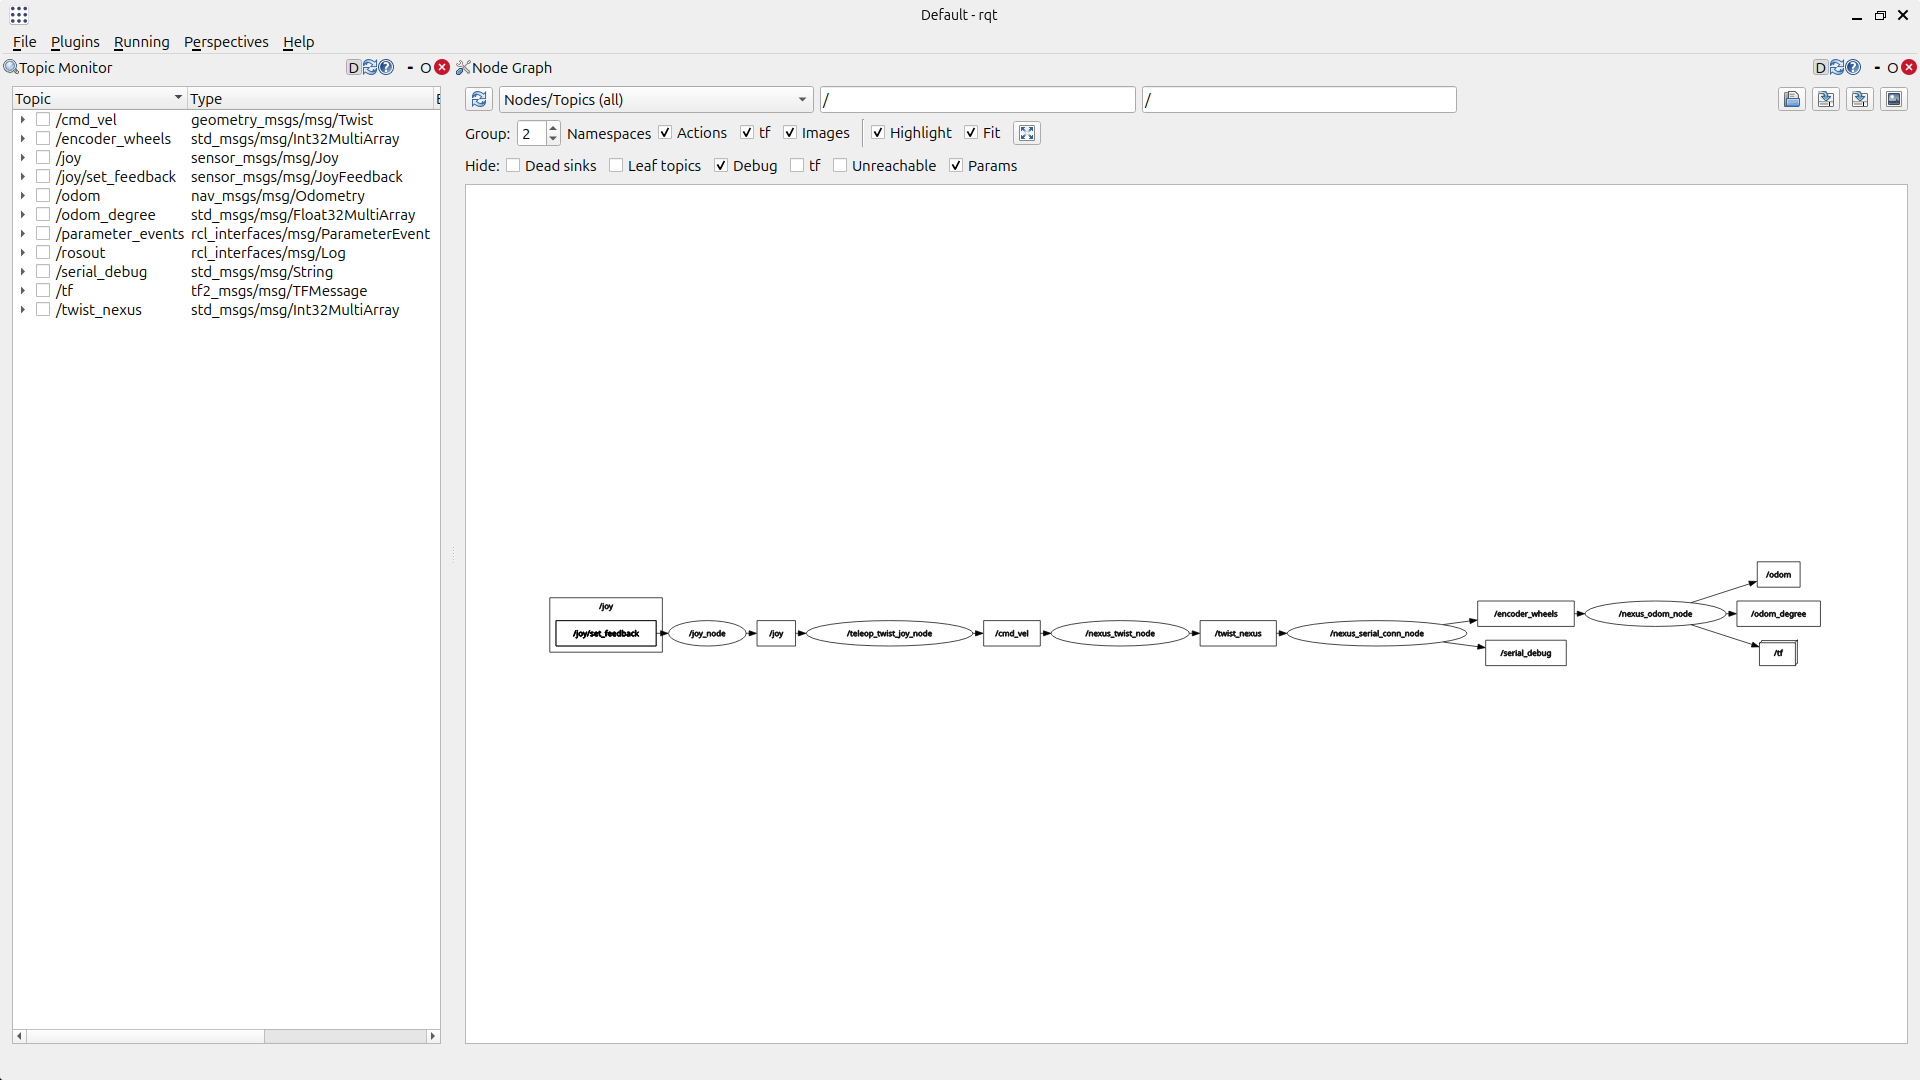 Default - rqt
File Plugins Running Perspectives Help
Topic Monitor D - O Node Graph D - O
Topic Type
/cmd_vel geometry_msgs/msg/Twist
/encoder_wheels std_msgs/msg/Int32MultiArray
/joy sensor_msgs/msg/Joy
/joy/set_feedback sensor_msgs/msg/JoyFeedback
/odom nav_msgs/msg/Odometry
/odom_degree std_msgs/msg/Float32MultiArray
/parameter_events rcl_interfaces/msg/ParameterEvent
/rosout rcl_interfaces/msg/Log
/serial_debug std_msgs/msg/String
/tf tf2_msgs/msg/TFMessage
/twist_nexus std_msgs/msg/Int32MultiArray
Nodes/Topics (all) / /
Group: 2 Namespaces Actions tf Images Highlight Fit
Hide: Dead sinks Leaf topics Debug tf Unreachable Params
/joy
/joy/set_feedback
/joy_node
/joy
/teleop_twist_joy_node
/cmd_vel
/nexus_twist_node
/twist_nexus
/nexus_serial_conn_node
/encoder_wheels
/serial_debug
/nexus_odom_node
/odom
/odom_degree
/tf